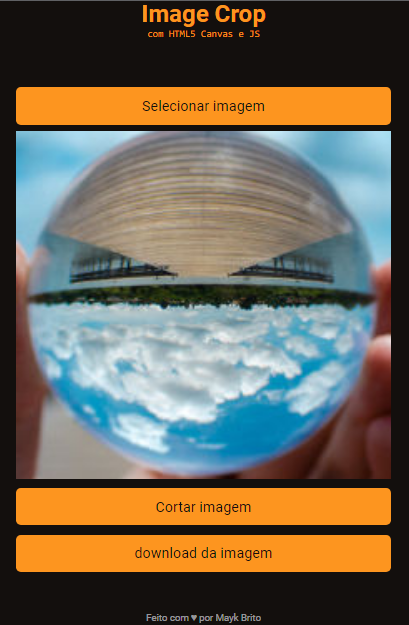 Image Crop
com HTML5 Canvas e JS
Selecionar imagem
Cortar imagem
download da imagem
Feito com ♥ por Mayk Brito